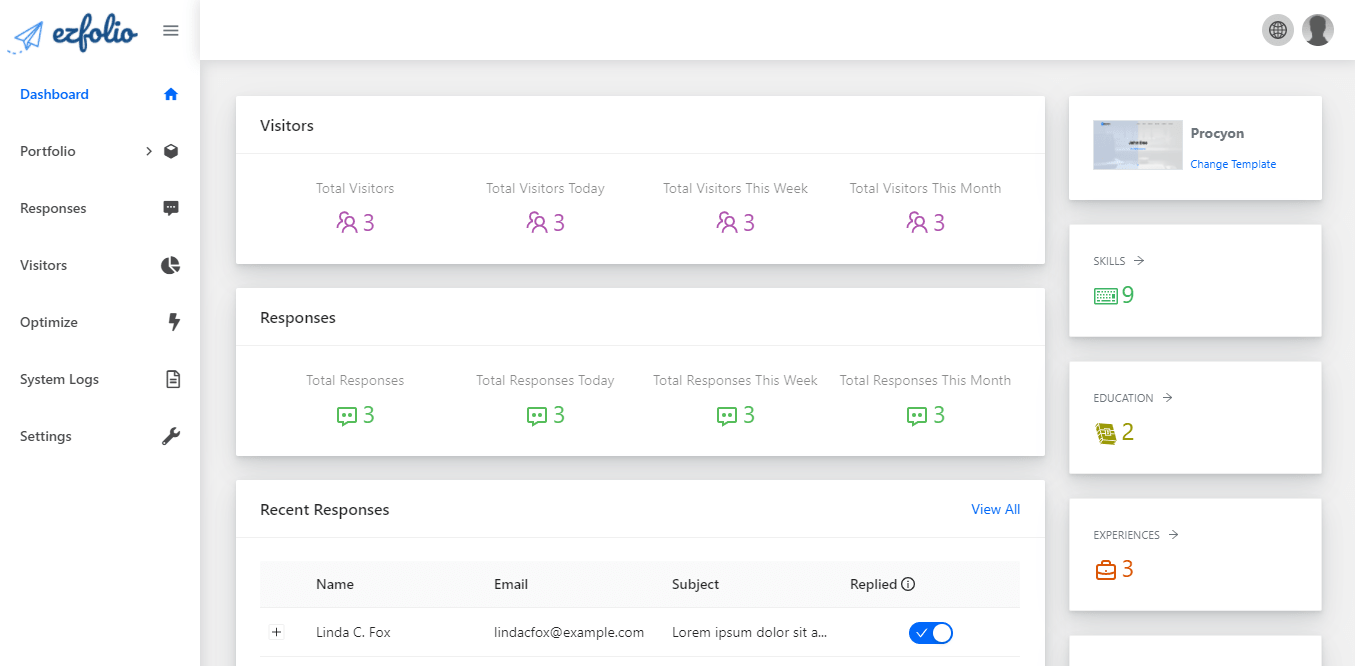 ezfolio
Dashboard
Portfolio
Responses
Visitors
Optimize
System Logs
Settings
Visitors
Total Visitors
3
Total Visitors Today
3
Total Visitors This Week
3
Total Visitors This Month
3
Responses
Total Responses
3
Total Responses Today
3
Total Responses This Week
3
Total Responses This Month
3
Recent Responses
View All
Name Email Subject Replied
Linda C. Fox lindacfox@example.com Lorem ipsum dolor sit a...
Procyon
Change Template
SKILLS
9
EDUCATION
2
EXPERIENCES
3